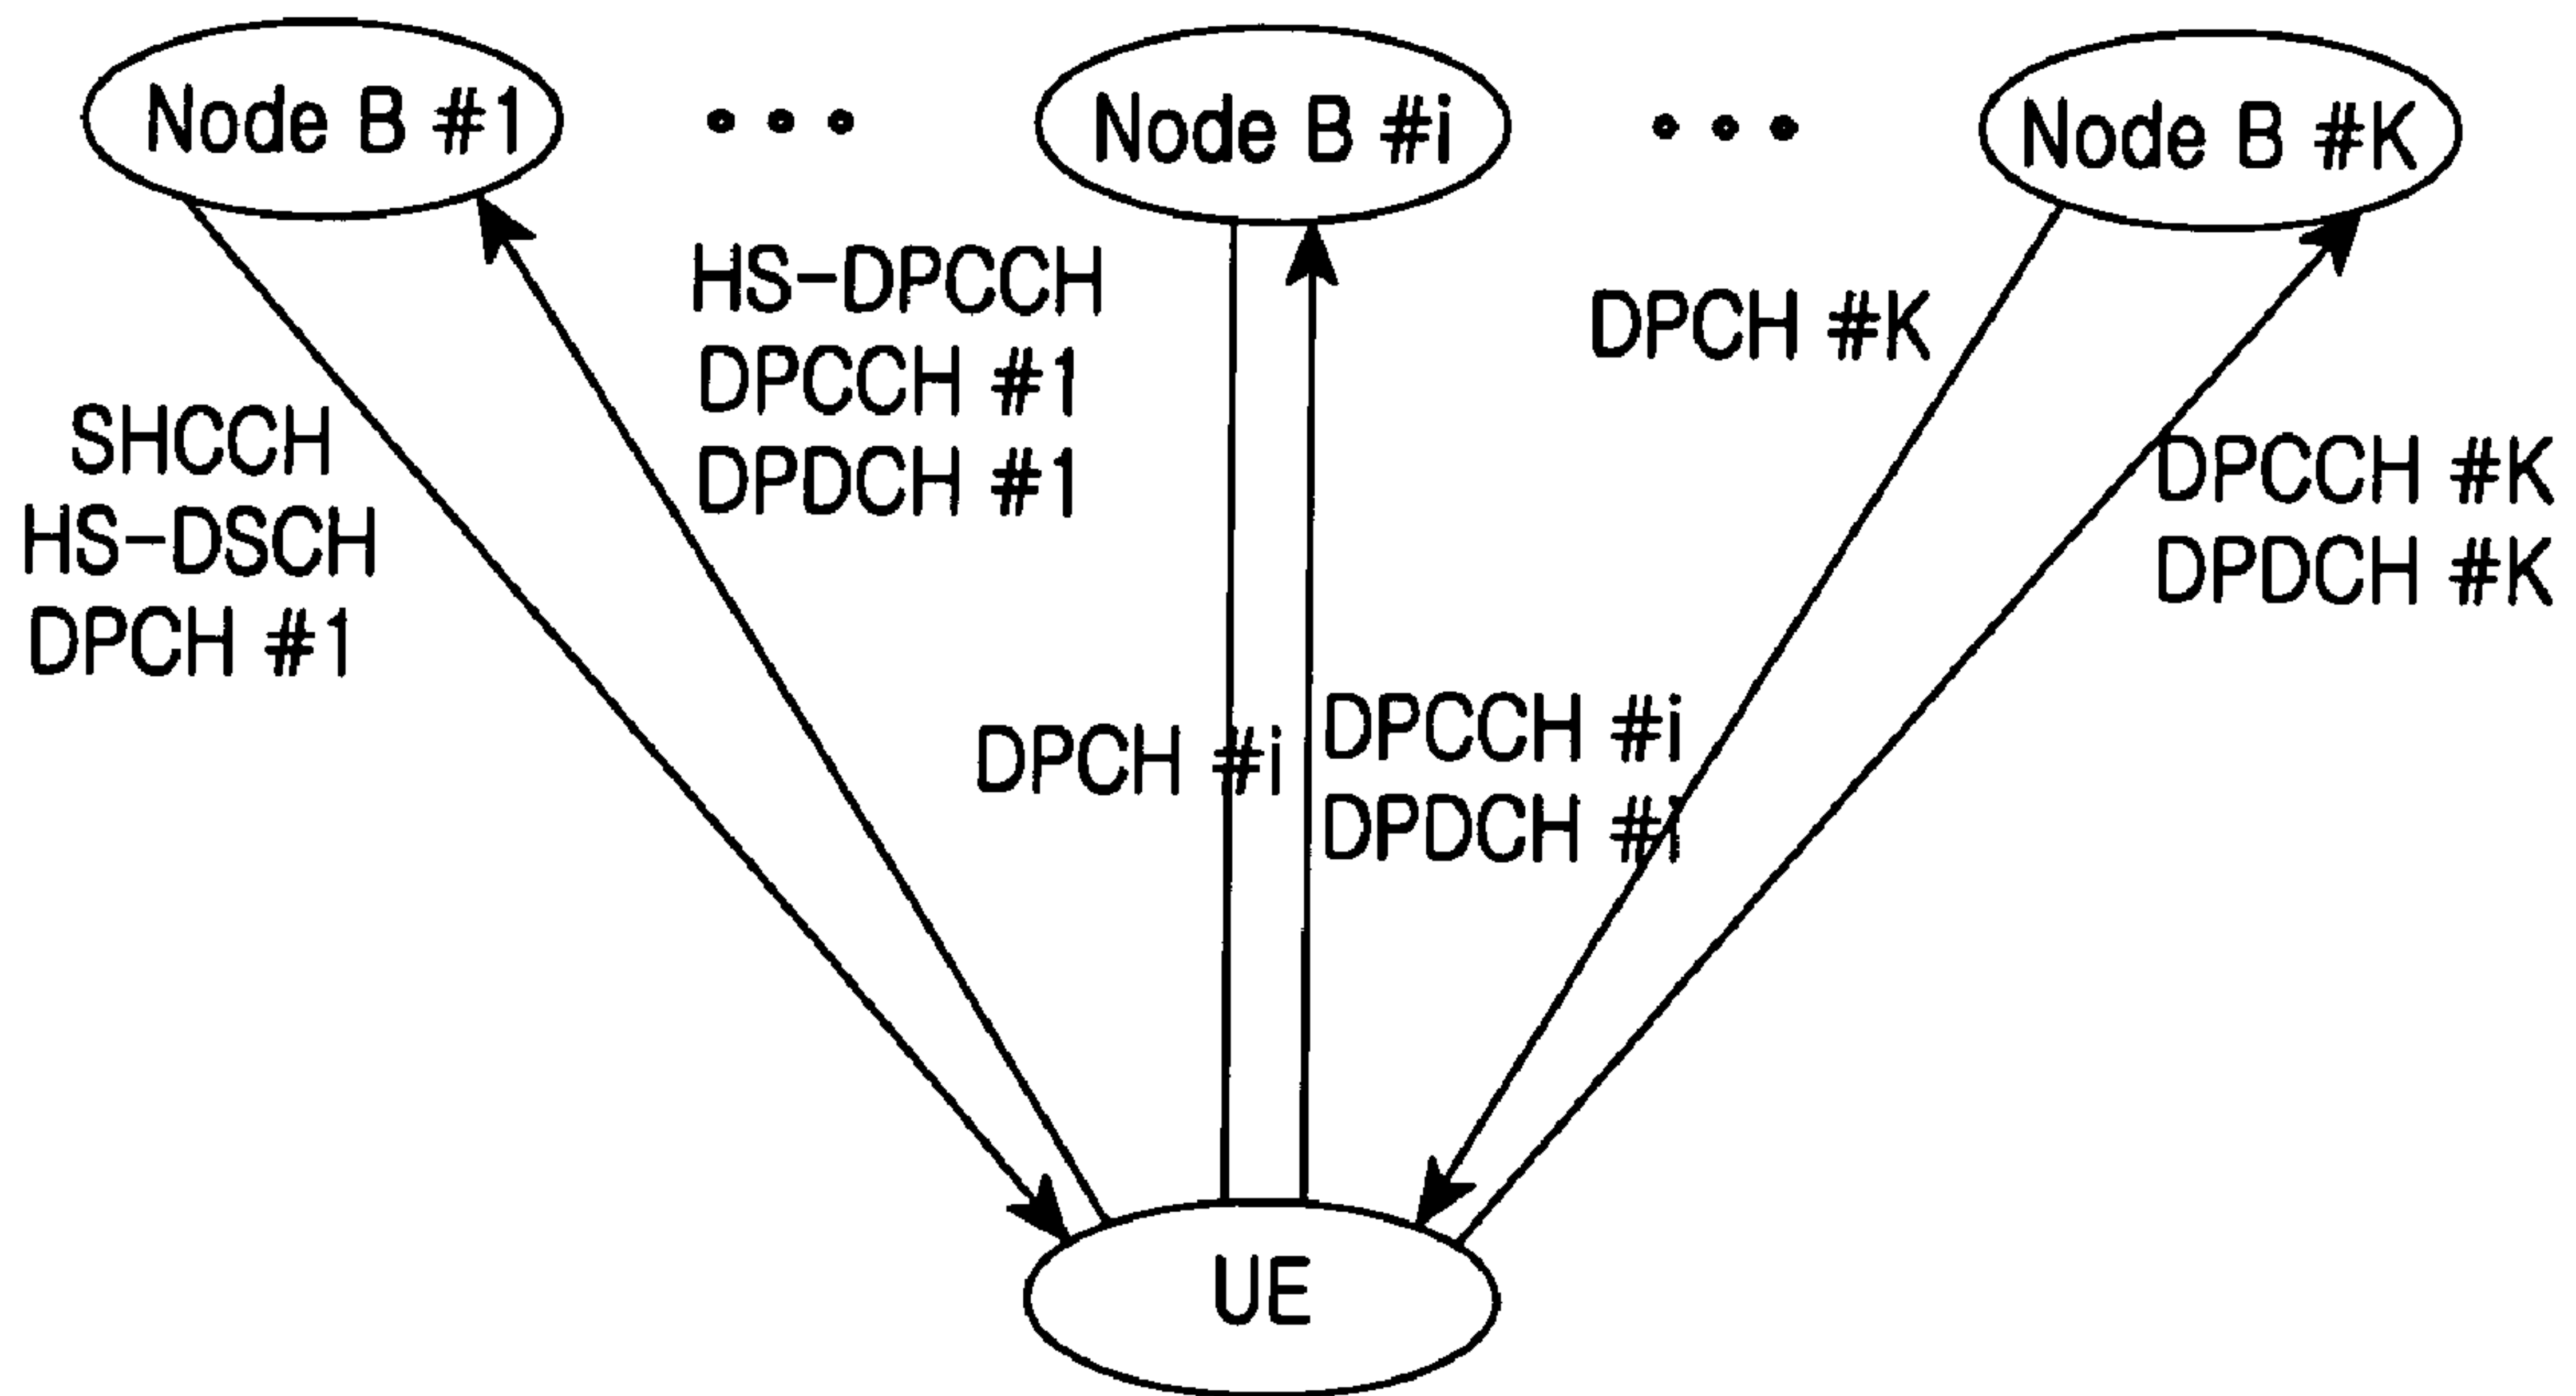 Node B #1
Node B #i
Node B #K
HS-DPCCH
DPCCH #1
DPDCH #1
SHCCH
HS-DSCH
DPCH #1
DPCH #K
DPCCH #K
DPDCH #K
DPCH #i
DPCCH #i
DPDCH #i
UE